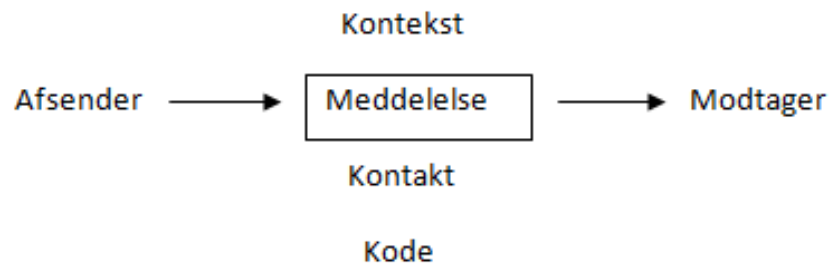 Kontekst
Afsender Meddelelse Modtager
Kontakt
Kode